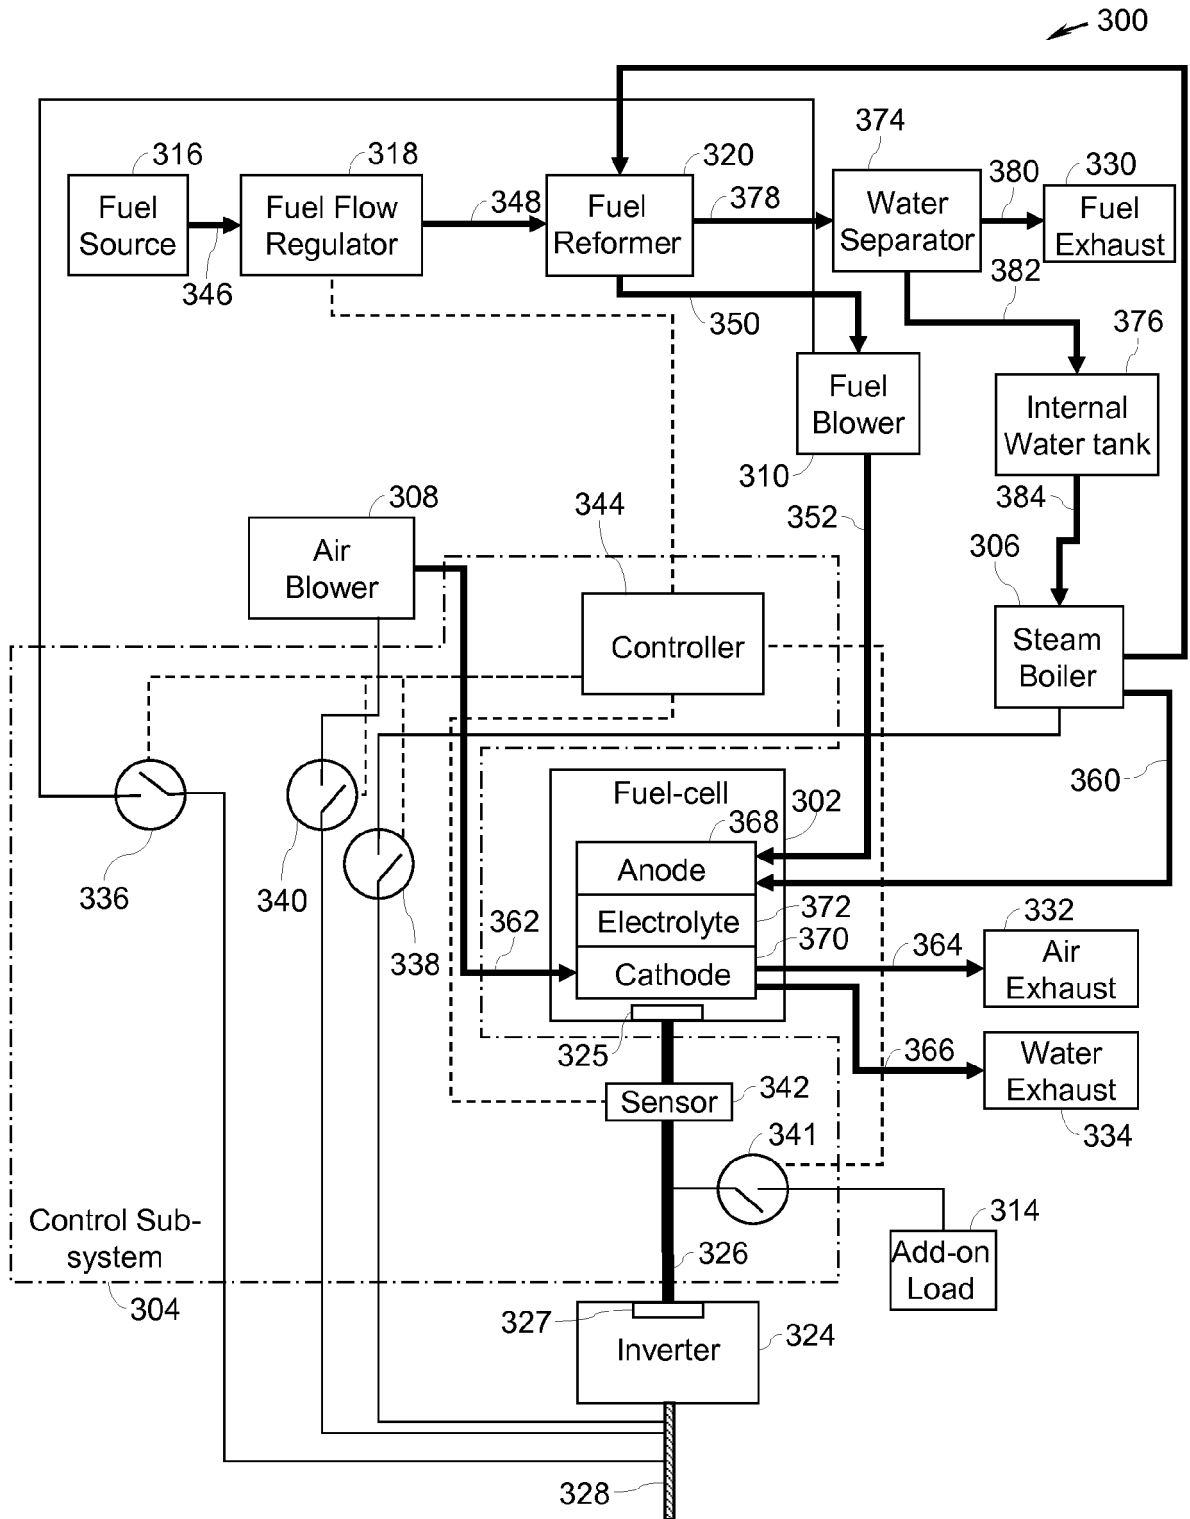 300
374
316
318
320
380
330
Fuel
Source
Fuel Flow
Regulator
348
Fuel
Reformer
378
Water
Separator
Fuel
Exhaust
346
382
350
376
Fuel
Blower
Internal
Water tank
310
384
308
344
352
306
Air
Blower
Controller
Steam
Boiler
360
Fuel-cell
302
368
336
340
338
Anode
Electrolyte
372
362
370
Cathode
332
364
Air
Exhaust
325
366
Water
Exhaust
334
Sensor
342
341
Control Sub-
system
314
326
Add-on
Load
304
327
Inverter
324
328